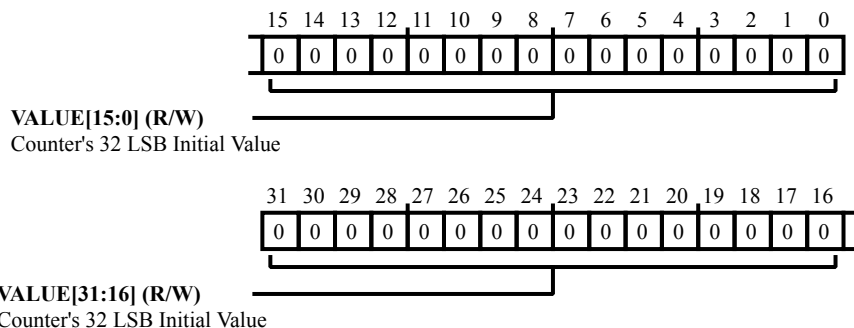 15 14 13 12 11 10 9 8 7 6 5 4 3 2 1 0
0 0 0 0 0 0 0 0 0 0 0 0 0 0 0 0
VALUE[15:0] (R/W)
Counter's 32 LSB Initial Value
31 30 29 28 27 26 25 24 23 22 21 20 19 18 17 16
0 0 0 0 0 0 0 0 0 0 0 0 0 0 0 0
VALUE[31:16] (R/W)
Counter's 32 LSB Initial Value